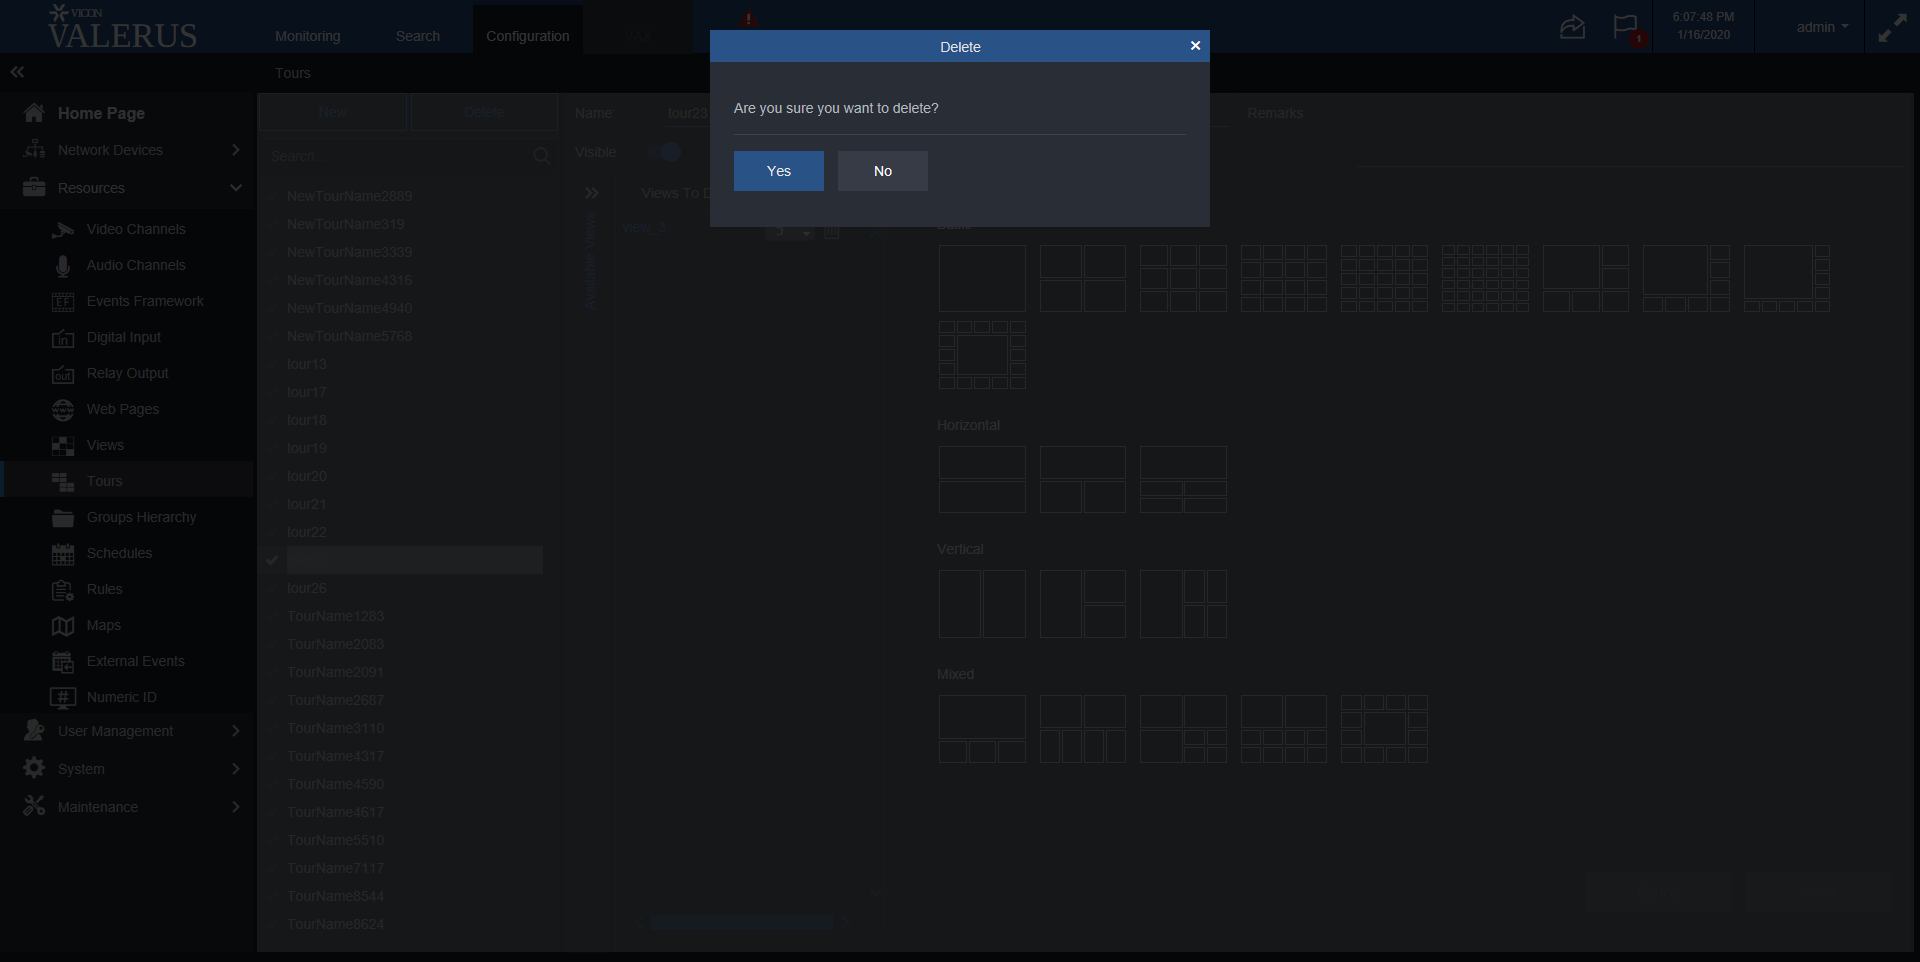 VICON
VALERUS
Monitoring
Search
Configuration
VAX
6:07:48 PM
1/16/2020
admin
1
Delete
Are you sure you want to delete?
Yes
No
Tours
Home Page
Network Devices
Resources
Video Channels
Audio Channels
Events Framework
Digital Input
Relay Output
Web Pages
Views
Tours
Groups Hierarchy
Schedules
Rules
Maps
External Events
Numeric ID
User Management
System
Maintenance
New
Delete
Search...
NewTourName2889
NewTourName319
NewTourName3339
NewTourName4316
NewTourName4940
NewTourName5768
tour13
tour17
tour18
tour19
tour20
tour21
tour22
tour26
TourName1283
TourName2083
TourName2091
TourName2687
TourName3110
TourName4317
TourName4590
TourName4617
TourName5510
TourName7117
TourName8544
TourName8624
Name
tour23
Remarks
Visible
Views To D
Available Views
view_3
5
Horizontal
Vertical
Mixed